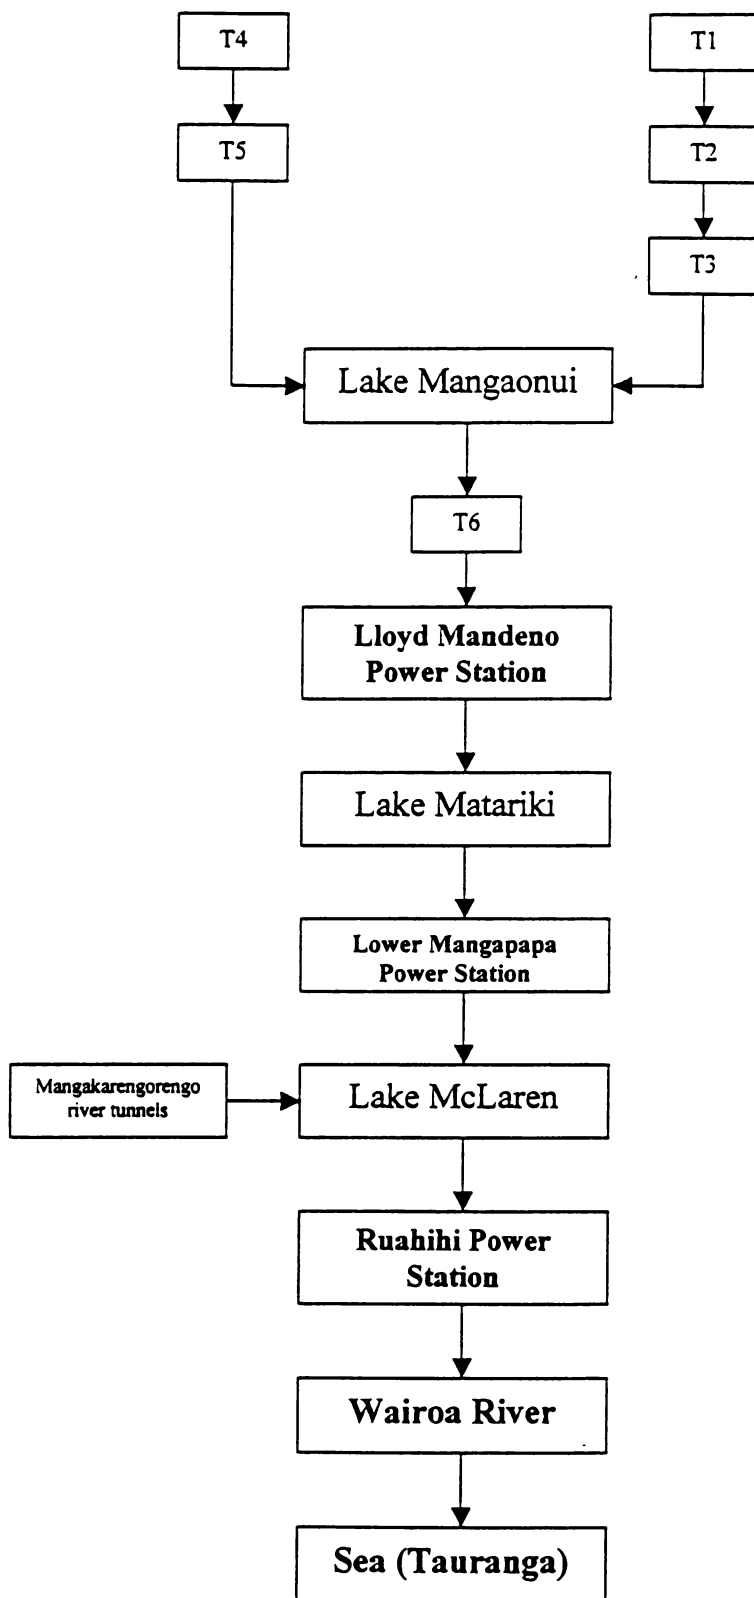 T4
T1
T5
T2
T3
Lake Mangaonui
T6
Lloyd Mandeno
Power Station
Lake Matariki
Lower Mangapapa
Power Station
Mangakarengorengo
river tunnels
Lake McLaren
Ruahihi Power
Station
Wairoa River
Sea (Tauranga)